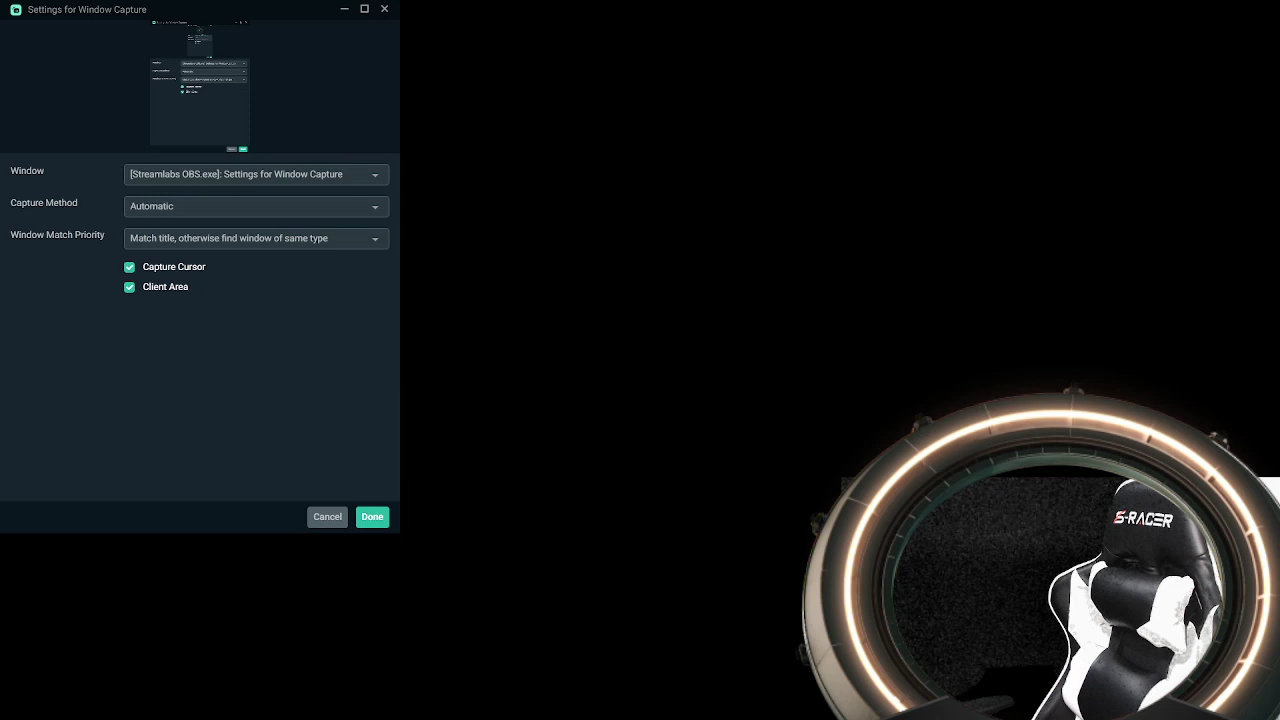 Settings for Window Capture
Window
[Streamlabs OBS.exe]: Settings for Window Capture
Capture Method
Automatic
Window Match Priority
Match title, otherwise find window of same type
Capture Cursor
Client Area
Cancel
Done
S-RACER